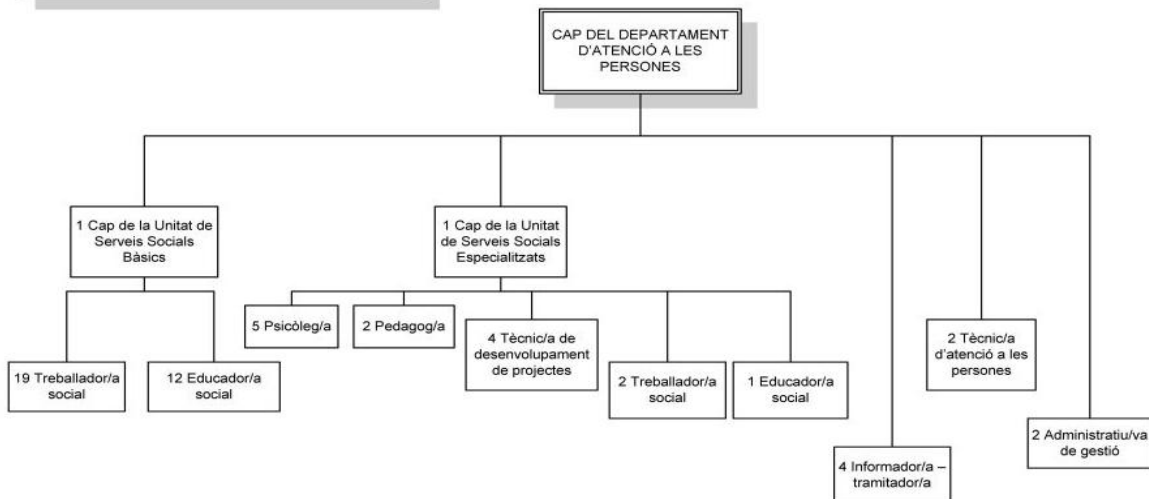 CAP DEL DEPARTAMENT
D'ATENCIÓ A LES
PERSONES
1 Cap de la Unitat de
Serveis Socials
Bàsics
1 Cap de la Unitat
de Serveis Socials
Especialitzats
5 Psicòleg/a
2 Pedagog/a
4 Tècnic/a de
desenvolupament
de projectes
2 Tècnic/a
d'atenció a les
persones
19 Treballador/a
social
12 Educador/a
social
2 Treballador/a
social
1 Educador/a
social
2 Administratiu/va
de gestió
4 Informador/a –
tramitador/a